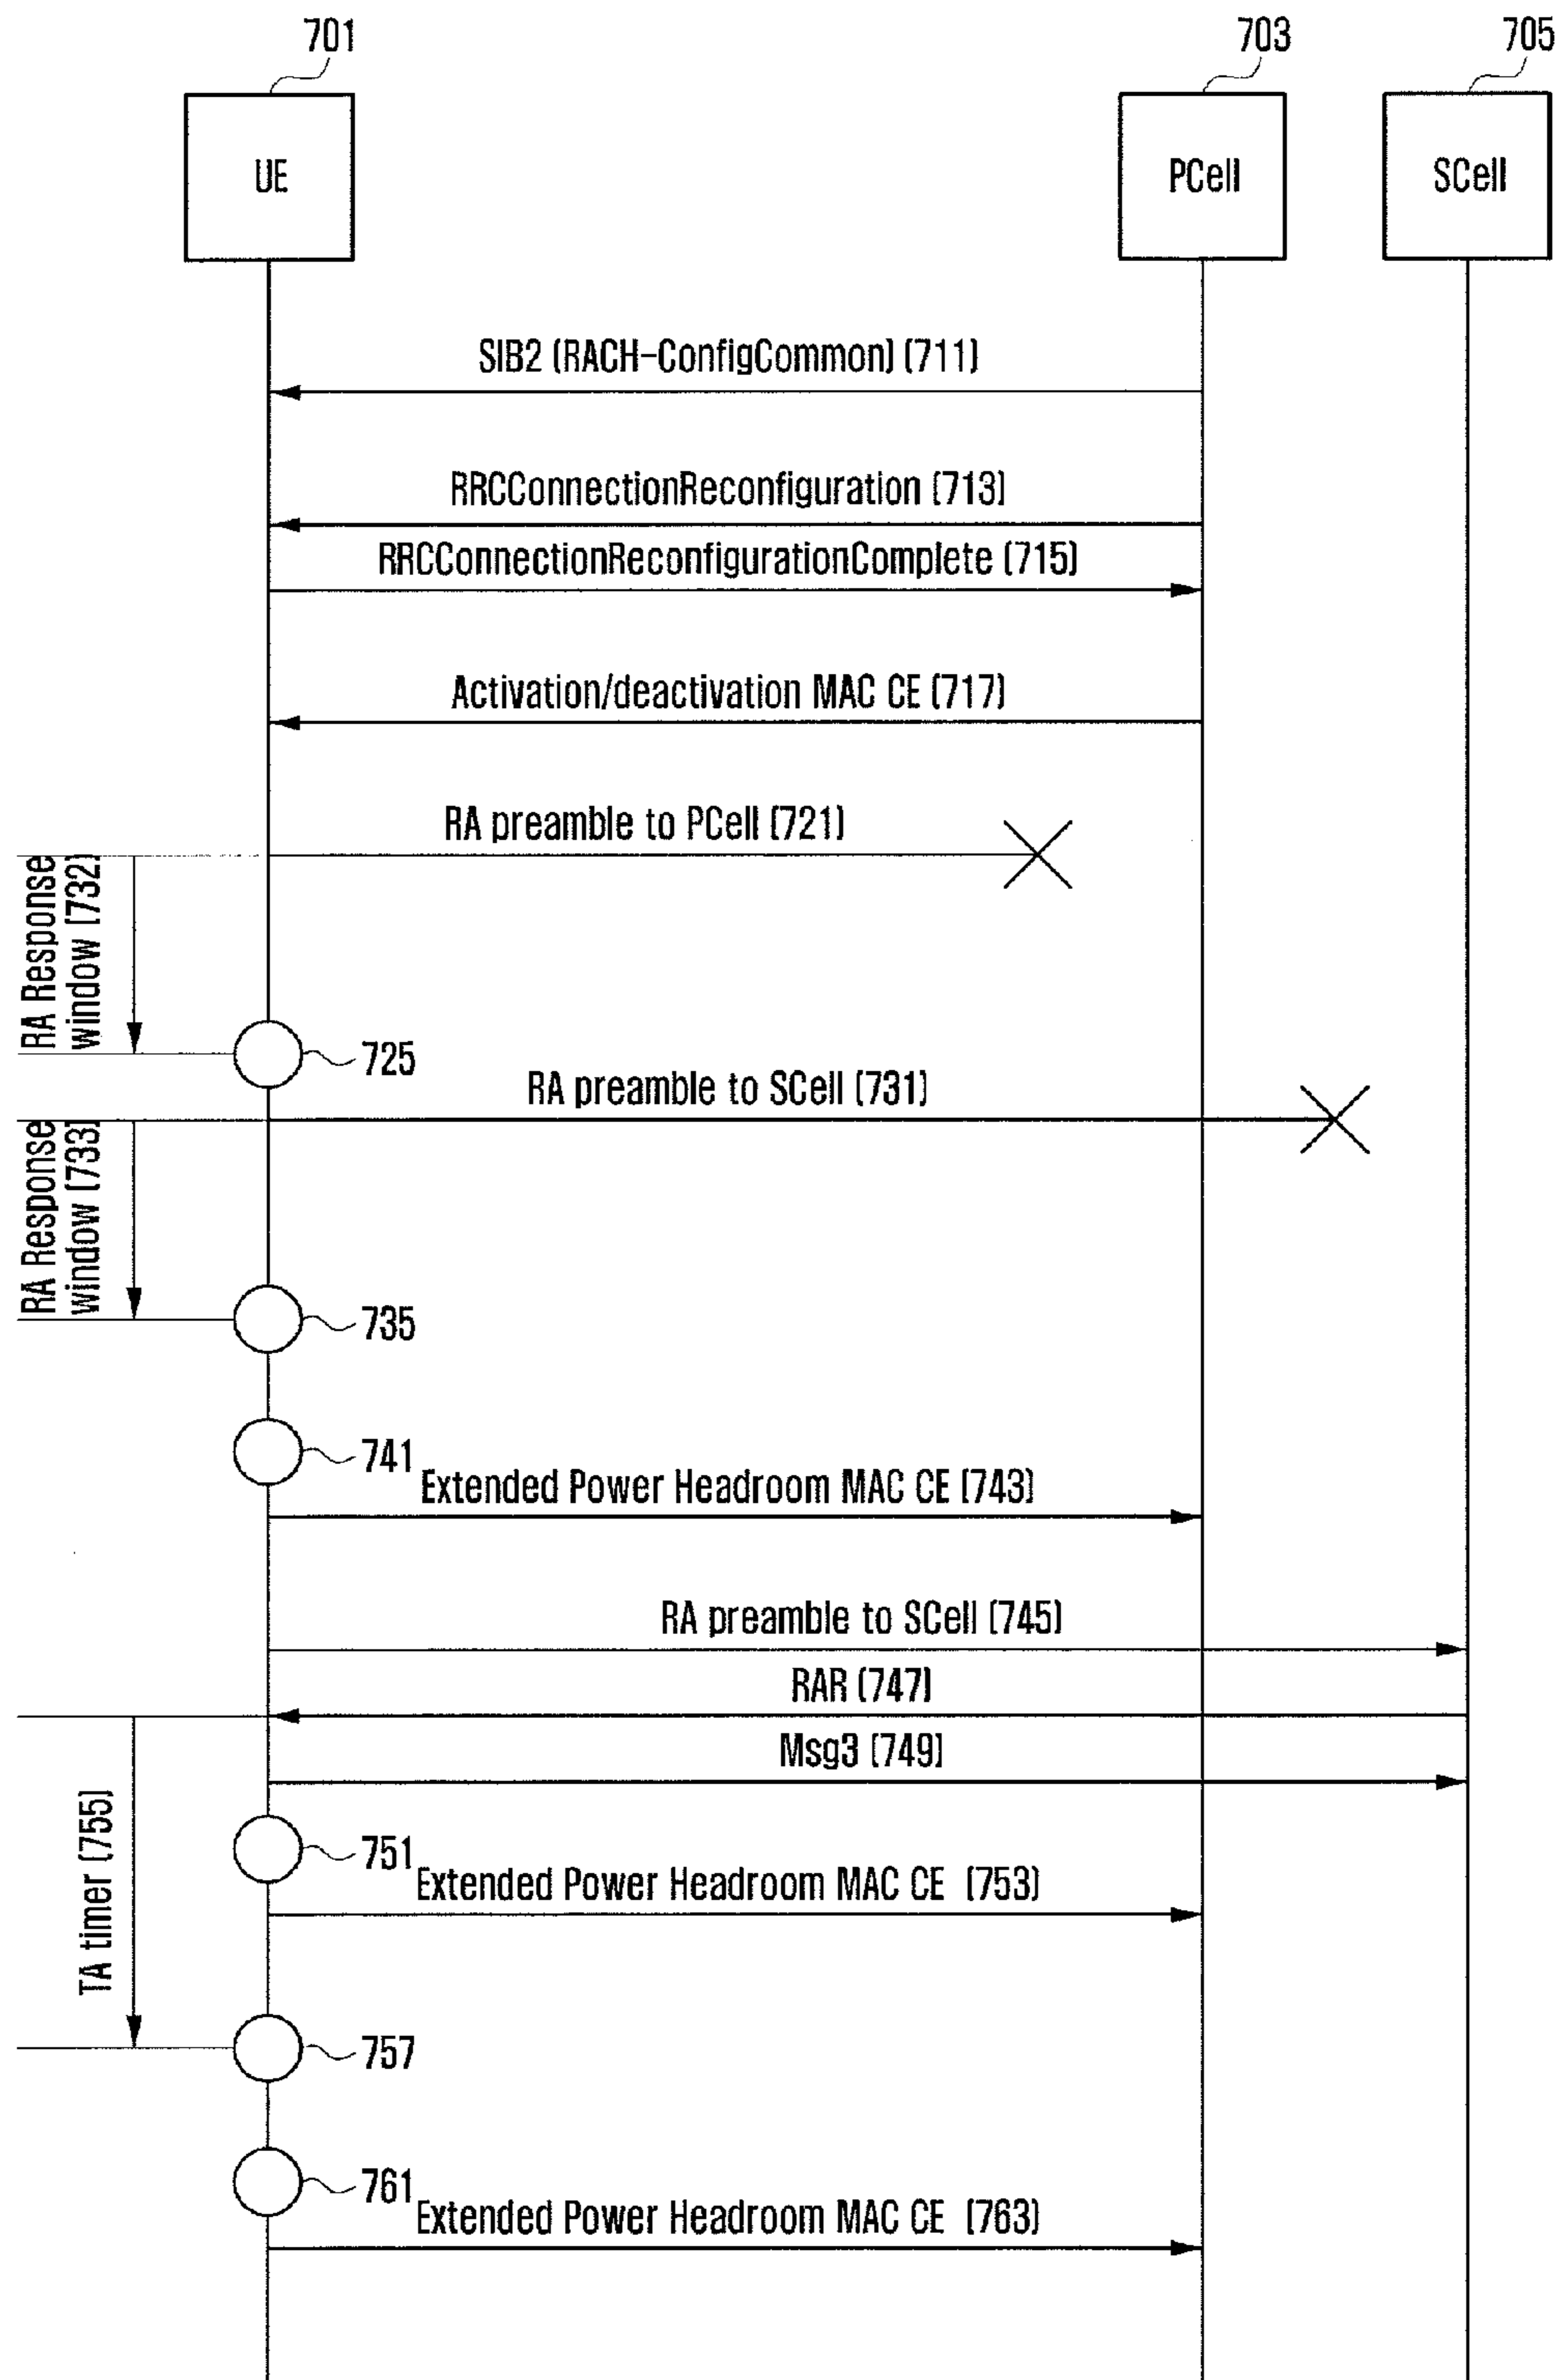 701
703
705
UE
PCell
SCell
SIB2 (RACH-ConfigCommon) (711)
RRCConnectionReconfiguration (713)
RRCConnectionReconfigurationComplete (715)
Activation/deactivation MAC CE (717)
RA preamble to PCell (721)
RA Response
window (732)
725
RA preamble to SCell (731)
RA Response
window (733)
735
741
Extended Power Headroom MAC CE (743)
RA preamble to SCell (745)
RAR (747)
Msg3 (749)
TA timer (755)
751
Extended Power Headroom MAC CE (753)
757
761
Extended Power Headroom MAC CE (763)